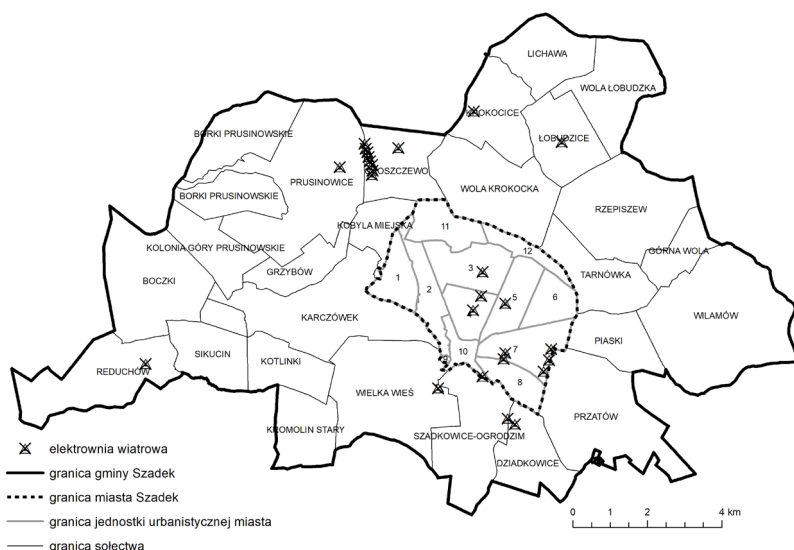 LICHAWA
WOLA ŁOBUDZKA
KROKOCICE
BORKI PRUSINOWSKIE
ŁOBUDZICE
PRUSINOWICE
WOLA KROKOCKA
BORKI PRUSINOWSKIE
RZEPISZEW
KOBYLA MIEJSKA
11
KOLONIA GÓRY PRUSINOWSKIE
12
GÓRNA WOLA
GRZYBÓW
3
TARNÓWKA
BOCZKI
1
2
5
6
KARCZÓWEK
WILAMÓW
PIASKI
10
7
SIKUCIN
KOTLINKI
9
REDUCHÓW
8
WIELKA WIEŚ
PRZATÓW
KROMOLIN STARY
SZADKOWICE-OGRODZIM
DZIADKOWICE
elektrownia wiatrowa
granica gminy Szadek
granica miasta Szadek
granica jednostki urbanistycznej miasta
granica sołectwa
0 1 2 4 km